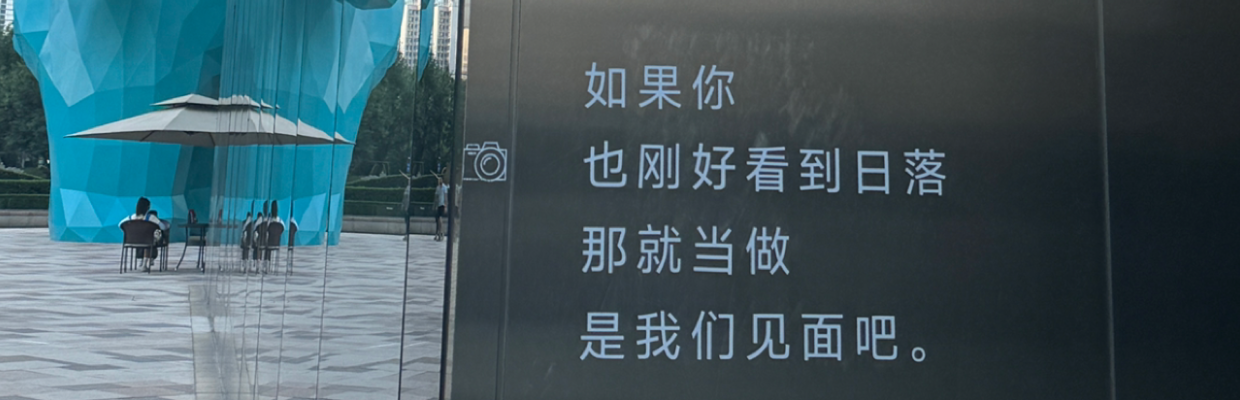 如果你
也刚好看到日落
那就当做
是我们见面吧。